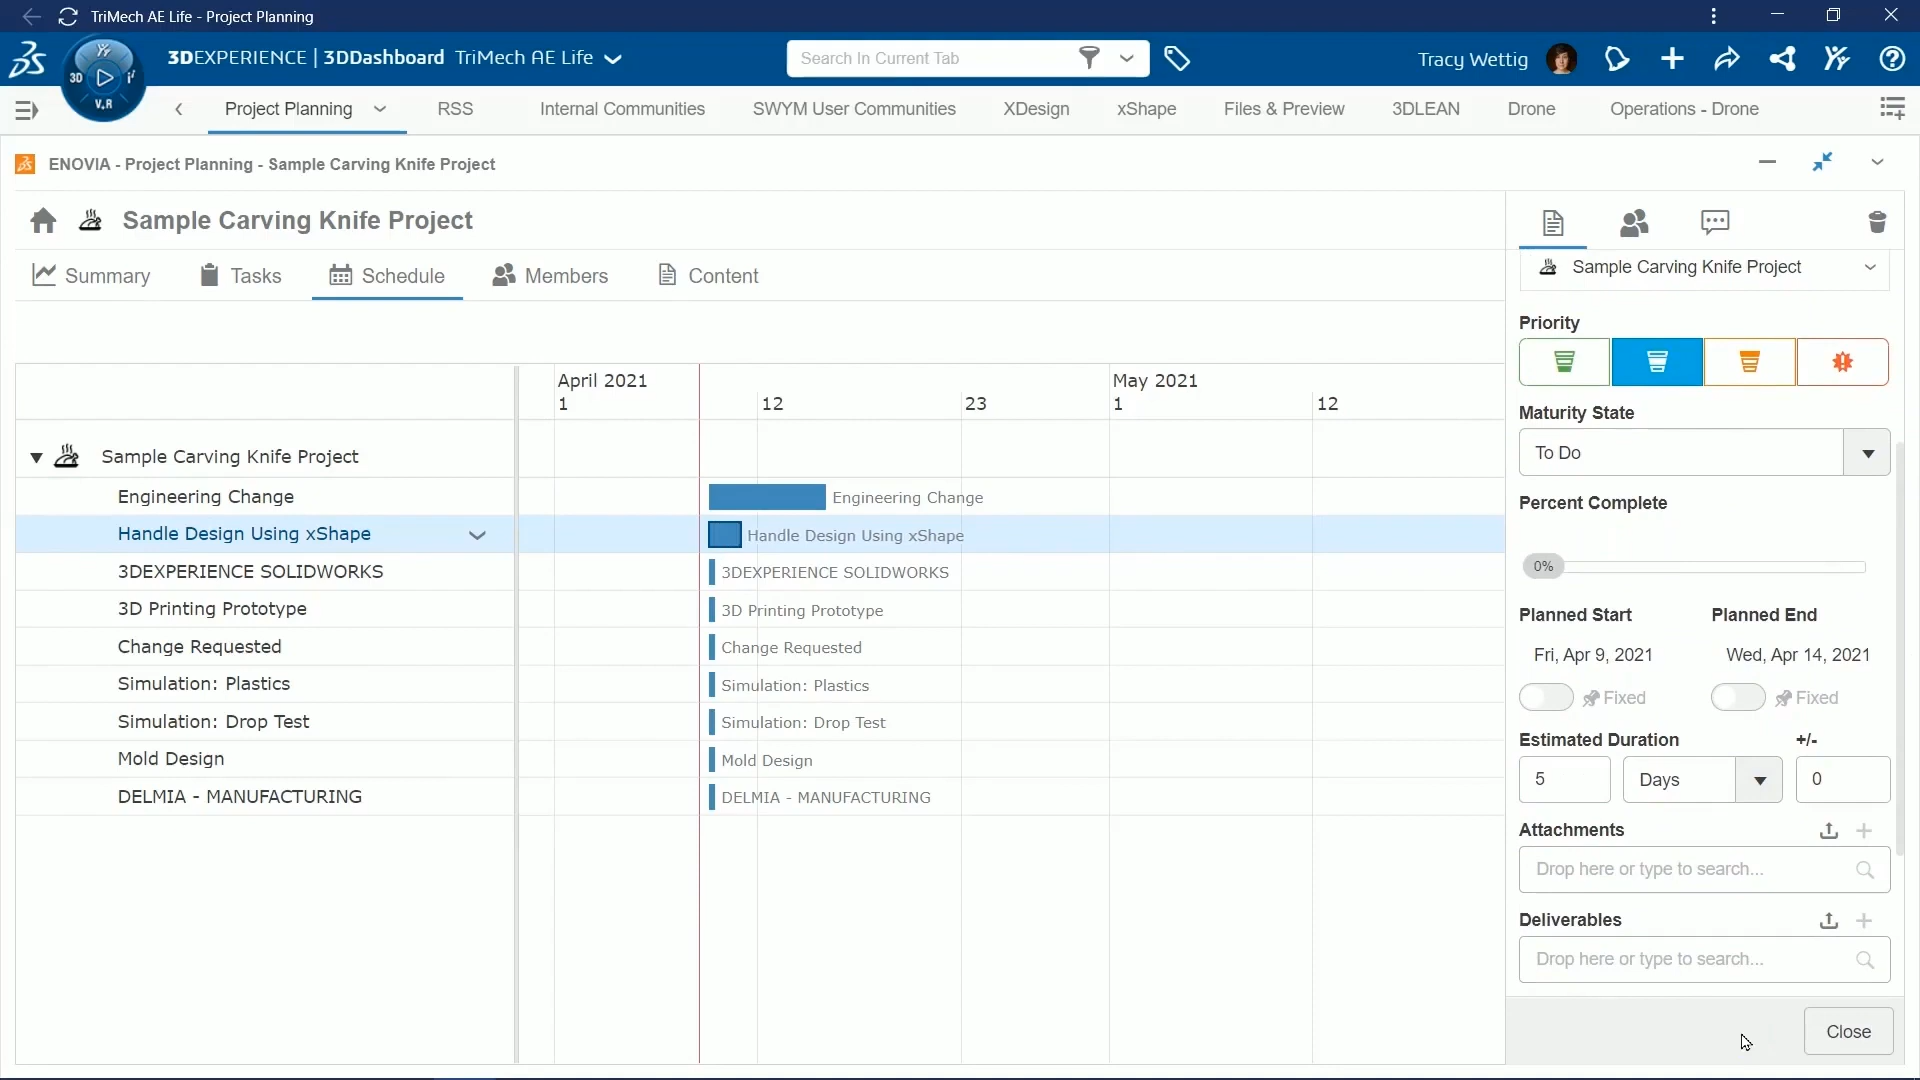 TriMech AE Life - Project Planning
3DEXPERIENCE | 3DDashboard TriMech AE Life
Search In Current Tab
Tracy Wettig
3D
V.R
Project Planning
RSS
Internal Communities
SWYM User Communities
XDesign
xShape
Files & Preview
3DLEAN
Drone
Operations - Drone
ENOVIA - Project Planning - Sample Carving Knife Project
Sample Carving Knife Project
Summary
Tasks
Schedule
Members
Content
April 2021
May 2021
1
12
23
1
12
Sample Carving Knife Project
Engineering Change
Engineering Change
Handle Design Using xShape
Handle Design Using xShape
3DEXPERIENCE SOLIDWORKS
3DEXPERIENCE SOLIDWORKS
3D Printing Prototype
3D Printing Prototype
Change Requested
Change Requested
Simulation: Plastics
Simulation: Plastics
Simulation: Drop Test
Simulation: Drop Test
Mold Design
Mold Design
DELMIA - MANUFACTURING
DELMIA - MANUFACTURING
Sample Carving Knife Project
Priority
Maturity State
To Do
Percent Complete
0%
Planned Start
Planned End
Fri, Apr 9, 2021
Wed, Apr 14, 2021
Fixed
Fixed
Estimated Duration
+/-
5
Days
0
Attachments
Drop here or type to search...
Deliverables
Drop here or type to search...
Close